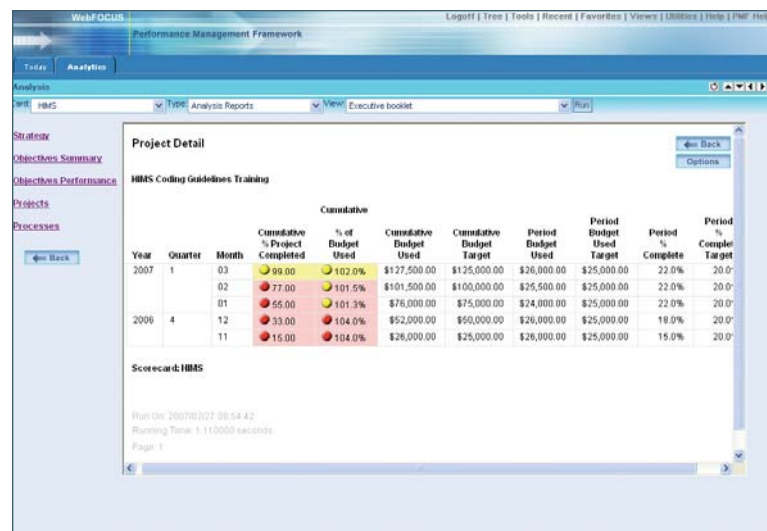 WebFOCUS
Logoff | Tree | Tools | Recent | Favorites | Views | Utilities | Help | PMF Help
Performance Management Framework
Today Analytics
Analysis
Card: HIMS Type: Analysis Reports View: Executive booklet Run
Strategy
Objectives Summary
Objectives Performance
Projects
Processes
Back
Project Detail
Back
Options
HIMS Coding Guidelines Training
Cumulative
Year Quarter Month Cumulative % Project Completed % of Budget Used Cumulative Budget Used Cumulative Budget Target Period Budget Used Period Budget Used Target Period % Complete Period % Complet Target
2007 1 03 99.00 102.0% $127,500.00 $125,000.00 $26,000.00 $25,000.00 22.0% 20.0
02 77.00 101.5% $101,500.00 $100,000.00 $25,500.00 $25,000.00 22.0% 20.0
01 55.00 101.3% $76,000.00 $75,000.00 $24,000.00 $25,000.00 22.0% 20.0
2006 4 12 33.00 104.0% $52,000.00 $50,000.00 $26,000.00 $25,000.00 18.0% 20.0
11 15.00 104.0% $26,000.00 $25,000.00 $26,000.00 $25,000.00 15.0% 20.0
Scorecard: HIMS
Run On: 2007/02/27 00:54:42
Running Time: 1.110000 seconds
Page: 1